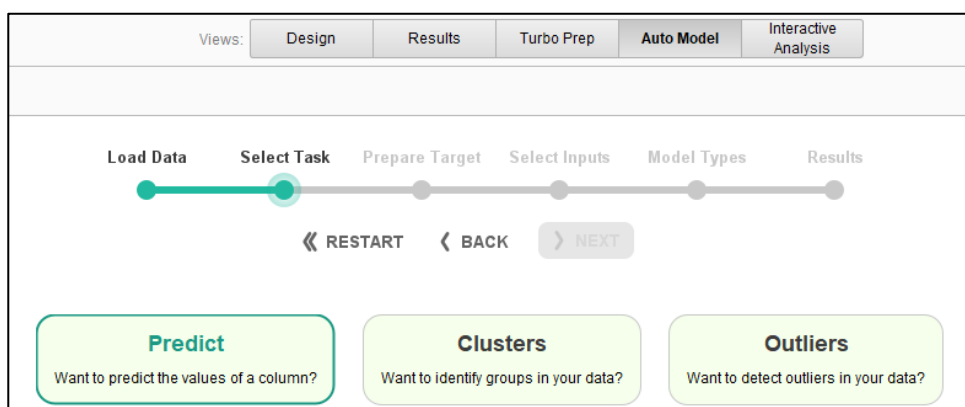 Views: Design Results Turbo Prep Auto Model Interactive Analysis
Load Data Select Task Prepare Target Select Inputs Model Types Results
RESTART BACK NEXT
Predict Clusters Outliers
Want to predict the values of a column? Want to identify groups in your data? Want to detect outliers in your data?